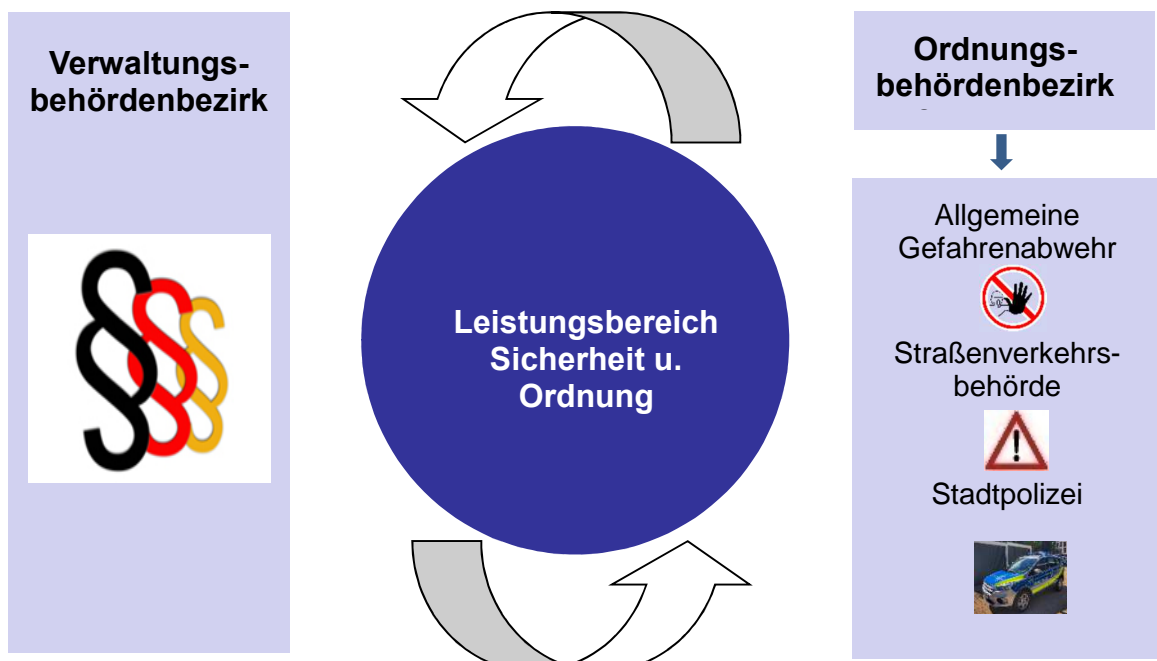 Verwaltungs-
behördenbezirk
Leistungsbereich
Sicherheit u.
Ordnung
Ordnungs-
behördenbezirk
Allgemeine
Gefahrenabwehr
Straßenverkehrs-
behörde
Stadtpolizei